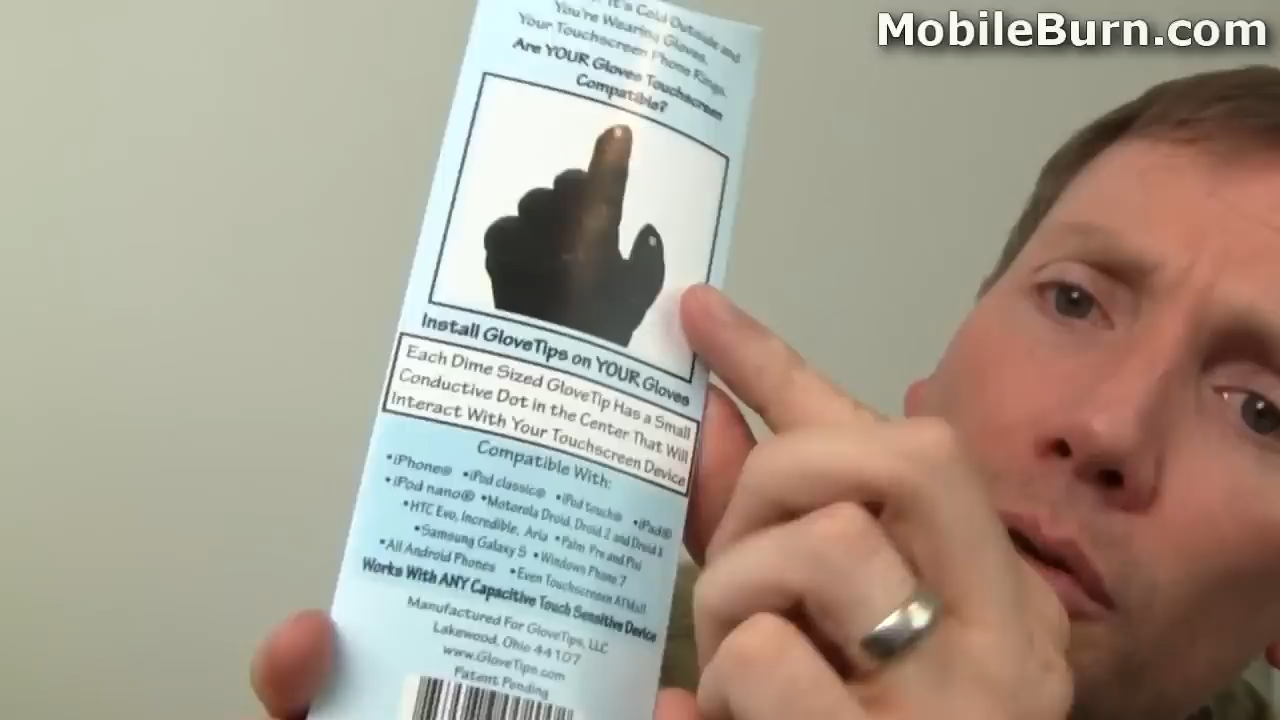 MobileBurn.com
It's Cold Outside and
You're Wearing Gloves.
Your Touchscreen Phone Rings.
Are YOUR Gloves Touchscreen
Compatible?
Install GloveTips on YOUR Gloves
Each Dime Sized GloveTip Has a Small
Conductive Dot in the Center That Will
Interact With Your Touchscreen Device
Compatible With:
•iPhone® •iPod classic® •iPod touch® •iPad®
•iPod nano® •Motorola Droid, Droid 2 and Droid X
•HTC Evo, Incredible, Aria •Palm Pre and Pixi
•Samsung Galaxy S •Windows Phone 7
•All Android Phones •Even Touchscreen ATMs!!
Works With ANY Capacitive Touch Sensitive Device
Manufactured For GloveTips, LLC
Lakewood, Ohio 44107
www.GloveTips.com
Patent Pending